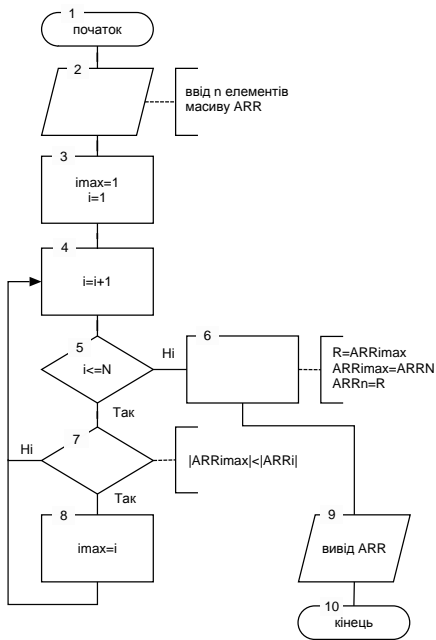 1
початок
2
ввід n елементів
масиву ARR
3
imax=1
i=1
4
i=i+1
5
i<=N
Ні
6
R=ARRimax
ARRimax=ARRN
ARRn=R
Так
7
Ні
|ARRimax|<|ARRi|
Так
8
imax=i
9
вивід ARR
10
кінець